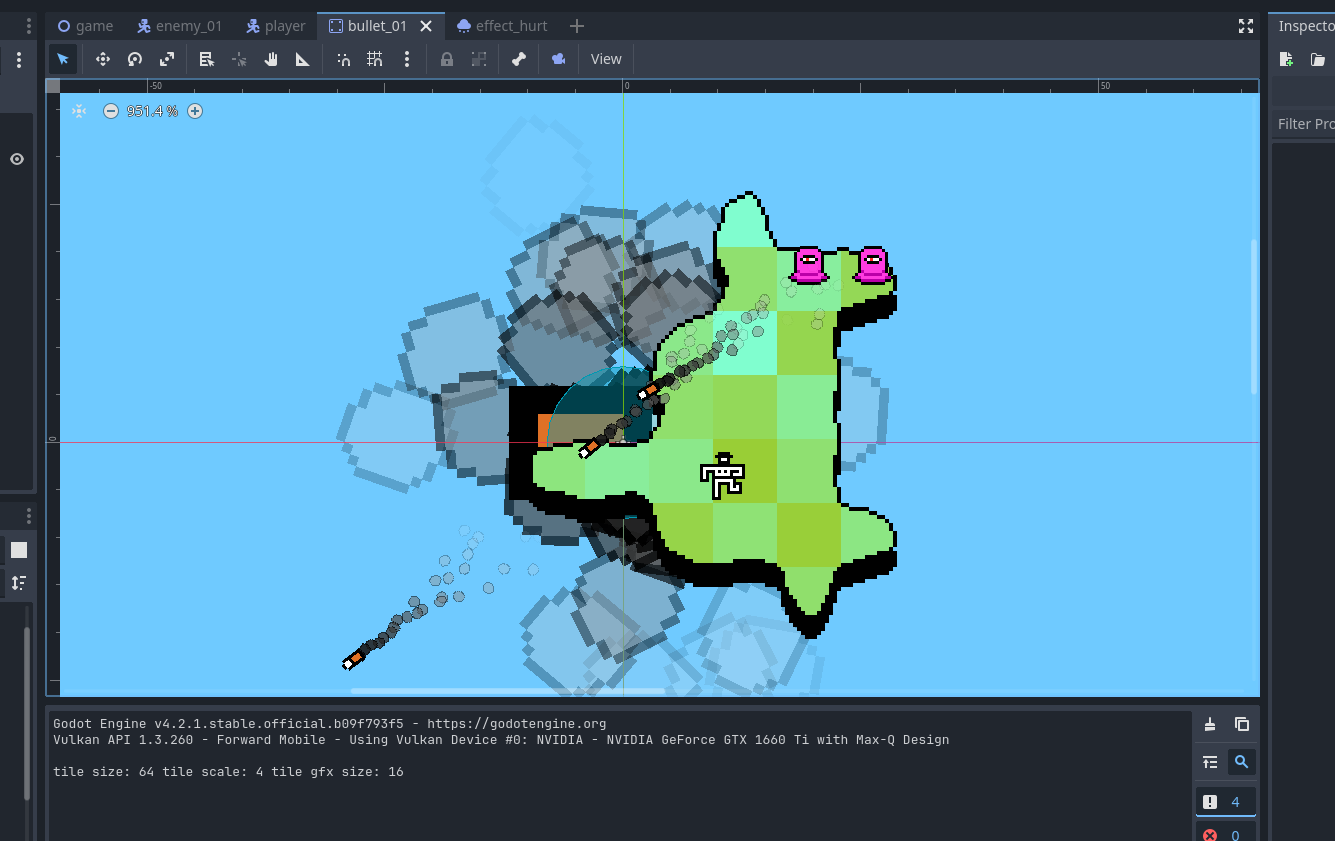 game enemy_01 player bullet_01 effect_hurt Inspecto
View
-50 0 50
951.4 %
Filter Pro
0
Godot Engine v4.2.1.stable.official.b09f793f5 - https://godotengine.org
Vulkan API 1.3.260 - Forward Mobile - Using Vulkan Device #0: NVIDIA - NVIDIA GeForce GTX 1660 Ti with Max-Q Design
tile size: 64 tile scale: 4 tile gfx size: 16
4
0